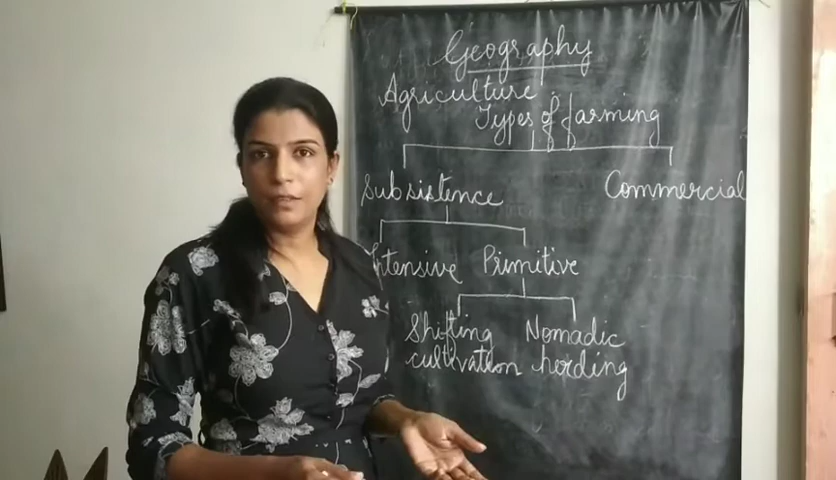 Geography
Agriculture
Types of farming
Subsistence Commercial
Intensive Primitive
Shifting Nomadic
cultivation herding